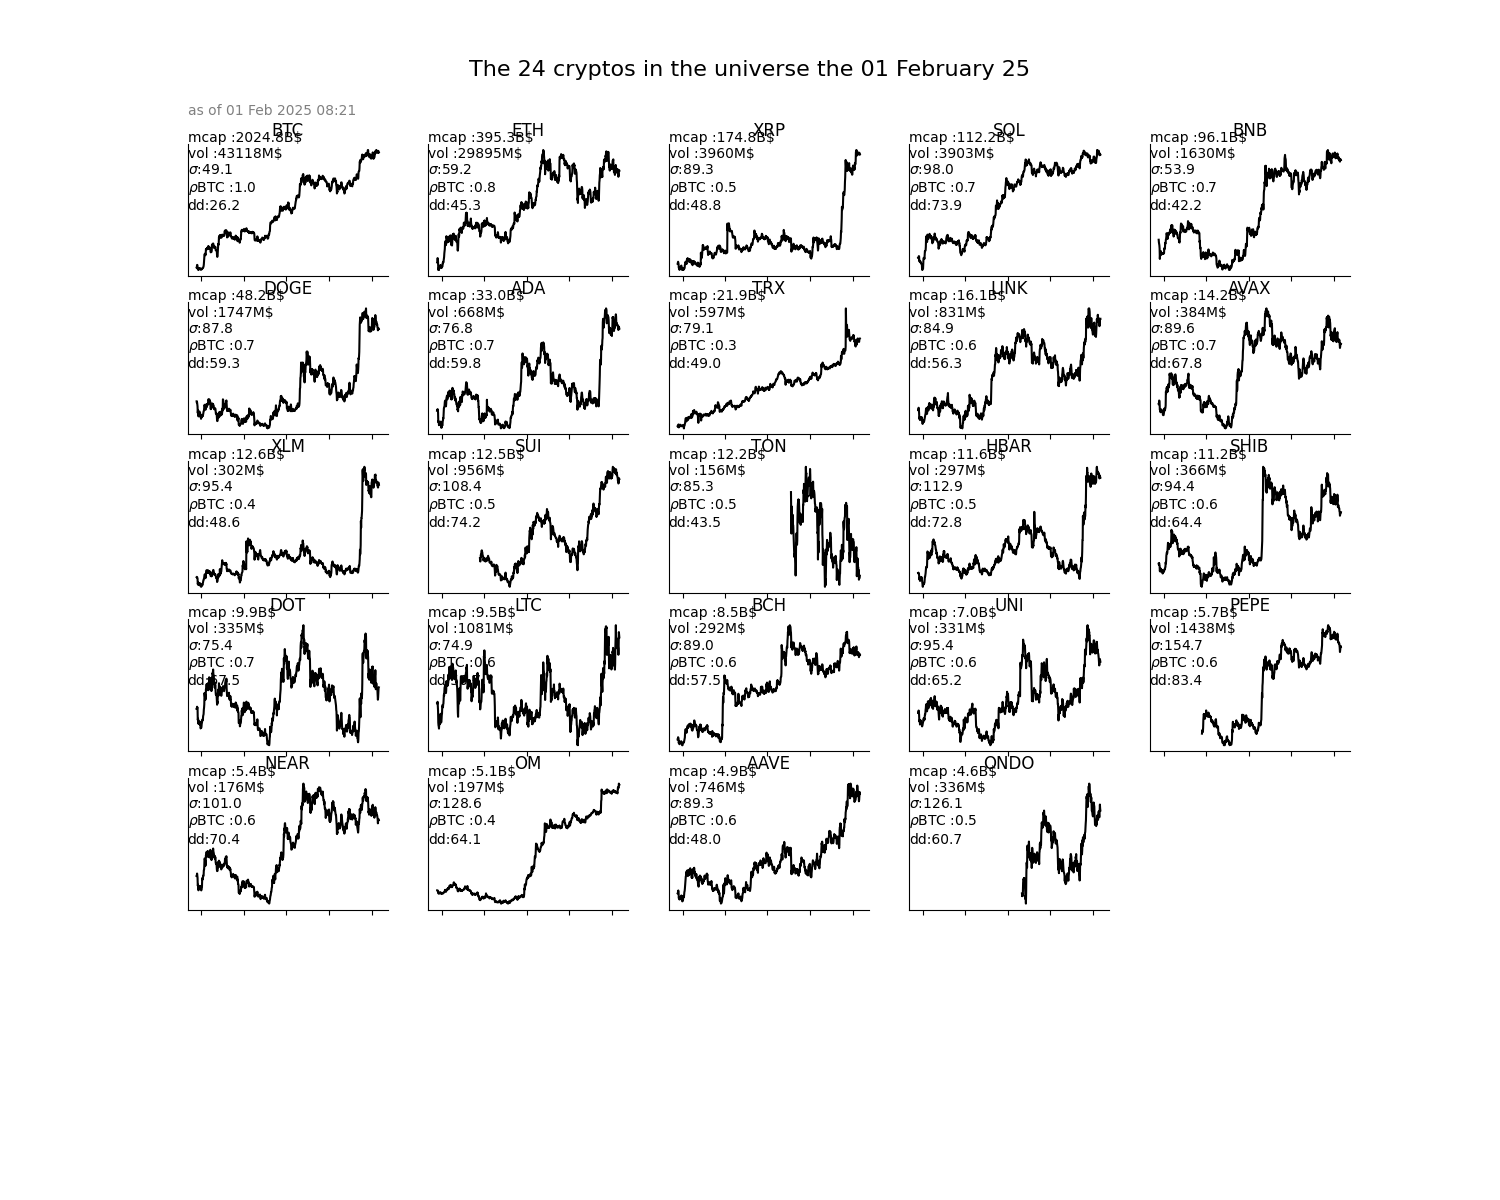 The 24 cryptos in the universe the 01 February 25
as of 01 Feb 2025 08:21
BTC
mcap :2024.8B$
vol :43118M$
σ:49.1
ρBTC :1.0
dd:26.2
ETH
mcap :395.3B$
vol :29895M$
σ:59.2
ρBTC :0.8
dd:45.3
XRP
mcap :174.8B$
vol :3960M$
σ:89.3
ρBTC :0.5
dd:48.8
SOL
mcap :112.2B$
vol :3903M$
σ:98.0
ρBTC :0.7
dd:73.9
BNB
mcap :96.1B$
vol :1630M$
σ:53.9
ρBTC :0.7
dd:42.2
DOGE
mcap :48.2B$
vol :1747M$
σ:87.8
ρBTC :0.7
dd:59.3
ADA
mcap :33.0B$
vol :668M$
σ:76.8
ρBTC :0.7
dd:59.8
TRX
mcap :21.9B$
vol :597M$
σ:79.1
ρBTC :0.3
dd:49.0
LINK
mcap :16.1B$
vol :831M$
σ:84.9
ρBTC :0.6
dd:56.3
AVAX
mcap :14.2B$
vol :384M$
σ:89.6
ρBTC :0.7
dd:67.8
XLM
mcap :12.6B$
vol :302M$
σ:95.4
ρBTC :0.4
dd:48.6
SUI
mcap :12.5B$
vol :956M$
σ:108.4
ρBTC :0.5
dd:74.2
TON
mcap :12.2B$
vol :156M$
σ:85.3
ρBTC :0.5
dd:43.5
HBAR
mcap :11.6B$
vol :297M$
σ:112.9
ρBTC :0.5
dd:72.8
SHIB
mcap :11.2B$
vol :366M$
σ:94.4
ρBTC :0.6
dd:64.4
DOT
mcap :9.9B$
vol :335M$
σ:75.4
ρBTC :0.7
LTC
mcap :9.5B$
vol :1081M$
σ:74.9
ρBTC :0.6
BCH
mcap :8.5B$
vol :292M$
σ:89.0
ρBTC :0.6
dd:57.5
UNI
mcap :7.0B$
vol :331M$
σ:95.4
ρBTC :0.6
dd:65.2
PEPE
mcap :5.7B$
vol :1438M$
σ:154.7
ρBTC :0.6
dd:83.4
NEAR
mcap :5.4B$
vol :176M$
σ:101.0
ρBTC :0.6
dd:70.4
OM
mcap :5.1B$
vol :197M$
σ:128.6
ρBTC :0.4
dd:64.1
AAVE
mcap :4.9B$
vol :746M$
σ:89.3
ρBTC :0.6
dd:48.0
ONDO
mcap :4.6B$
vol :336M$
σ:126.1
ρBTC :0.5
dd:60.7